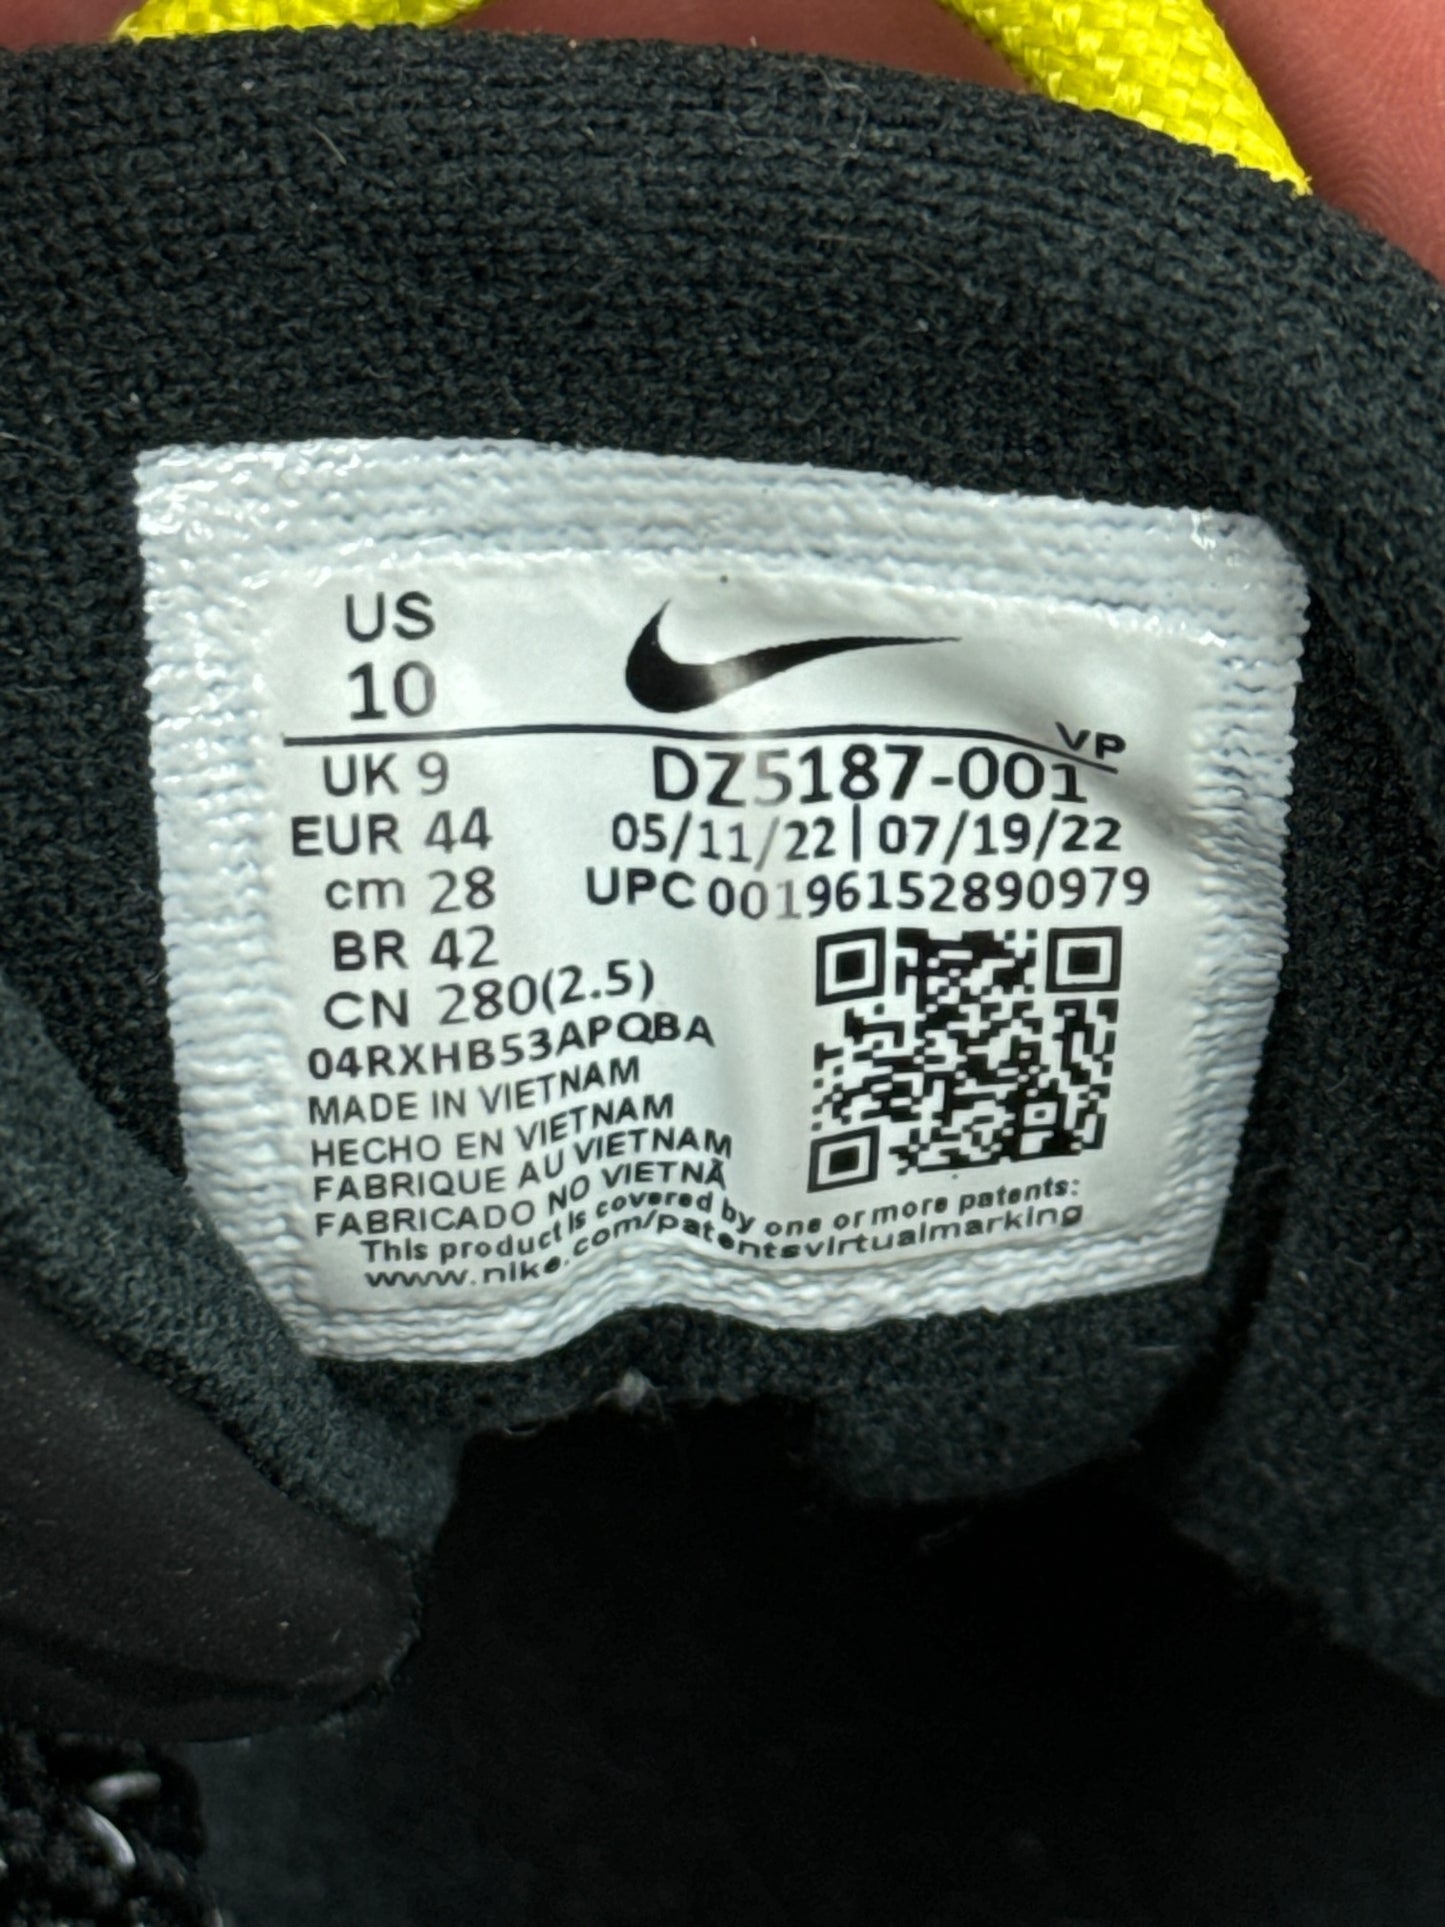 US
10
VP
UK 9
DZ5187-001
EUR 44
05/11/22 | 07/19/22
cm 28
UPC 00196152890979
BR 42
CN 280(2.5)
04RXHB53APQBA
MADE IN VIETNAM
HECHO EN VIETNAM
FABRIQUE AU VIETNAM
FABRICADO NO VIETNÃ
This product is covered by one or more patents:
www.nike.com/patentsvirtualmarking